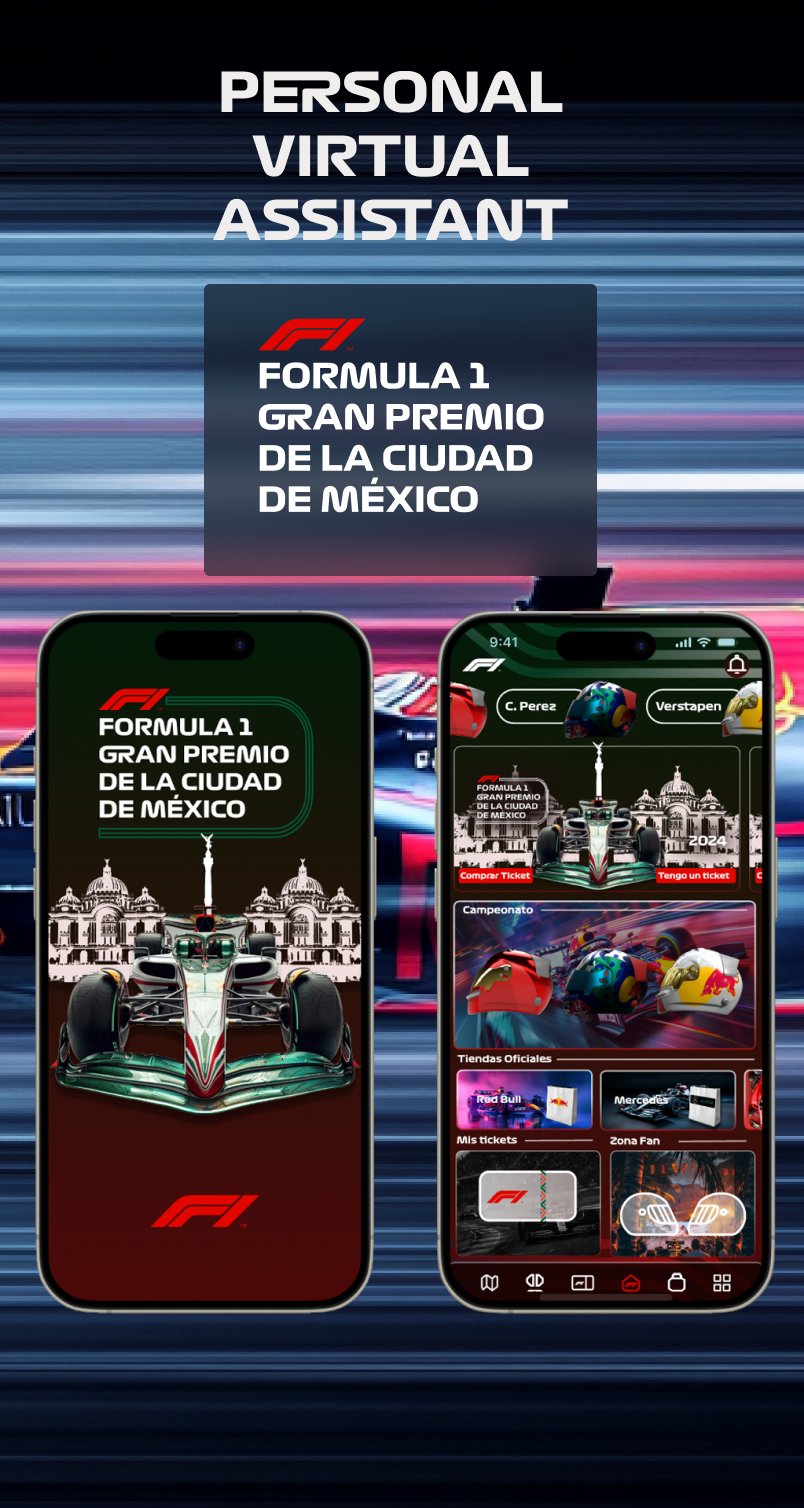 PERSONAL
VIRTUAL
ASSISTANT
F1
FORMULA 1
GRAN PREMIO
DE LA CIUDAD
DE MÉXICO
F1
FORMULA 1
GRAN PREMIO
DE LA CIUDAD
DE MÉXICO
F1
9:41
F1
C. Perez
Verstapen
F1
FORMULA 1
GRAN PREMIO
DE LA CIUDAD
DE MÉXICO
2024
Comprar Ticket
Tengo un ticket
Campeonato
Tiendas Oficiales
Red Bull
Mercedes
Mis tickets
Zona Fan
F1